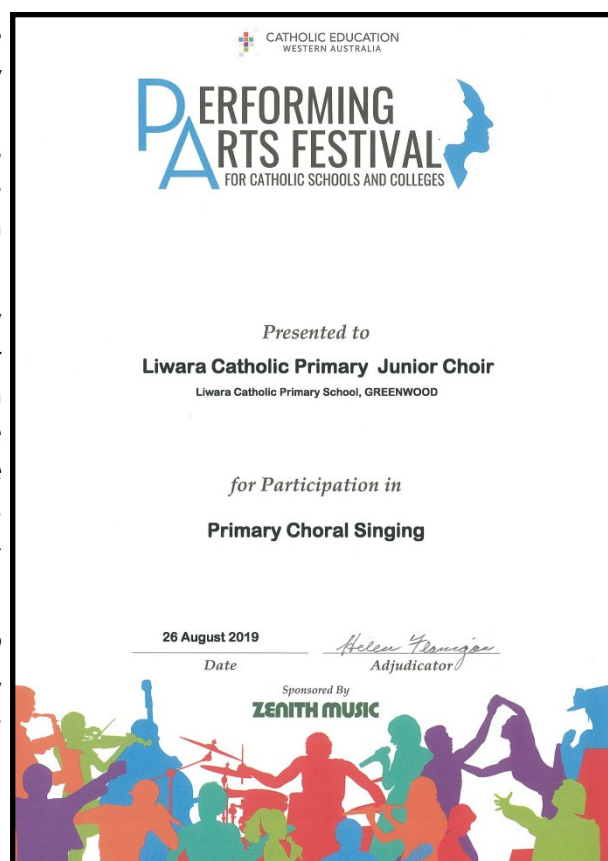 CATHOLIC EDUCATION
WESTERN AUSTRALIA
PERFORMING
ARTS FESTIVAL
FOR CATHOLIC SCHOOLS AND COLLEGES
Presented to
Liwara Catholic Primary Junior Choir
Liwara Catholic Primary School, GREENWOOD
for Participation in
Primary Choral Singing
26 August 2019 Helen Flanigan
Date Adjudicator
Sponsored By
ZENITH MUSIC